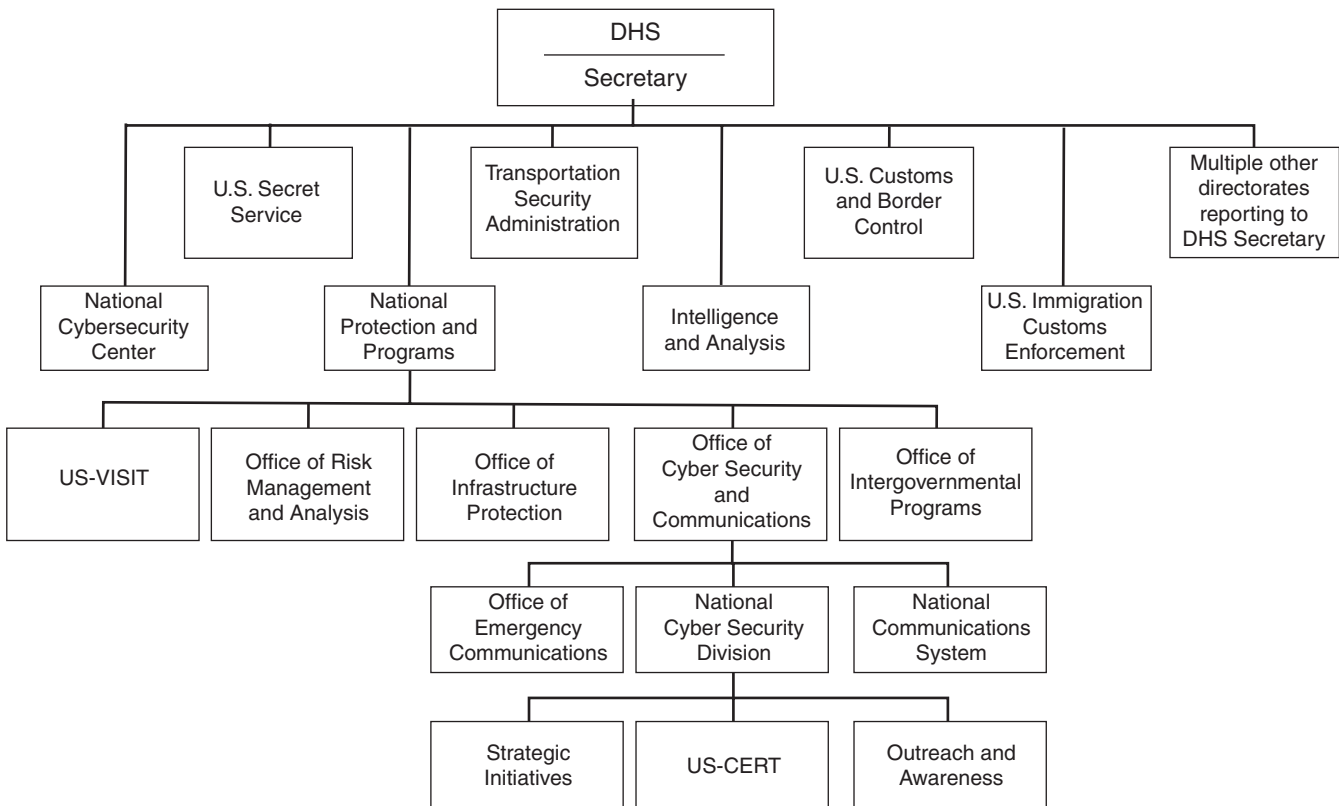 DHS
Secretary
U.S. Secret
Service
Transportation
Security
Administration
U.S. Customs
and Border
Control
Multiple other
directorates
reporting to
DHS Secretary
National
Cybersecurity
Center
National
Protection and
Programs
Intelligence
and Analysis
U.S. Immigration
Customs
Enforcement
US-VISIT
Office of Risk
Management
and Analysis
Office of
Infrastructure
Protection
Office of
Cyber Security
and
Communications
Office of
Intergovernmental
Programs
Office of
Emergency
Communications
National
Cyber Security
Division
National
Communications
System
Strategic
Initiatives
US-CERT
Outreach and
Awareness